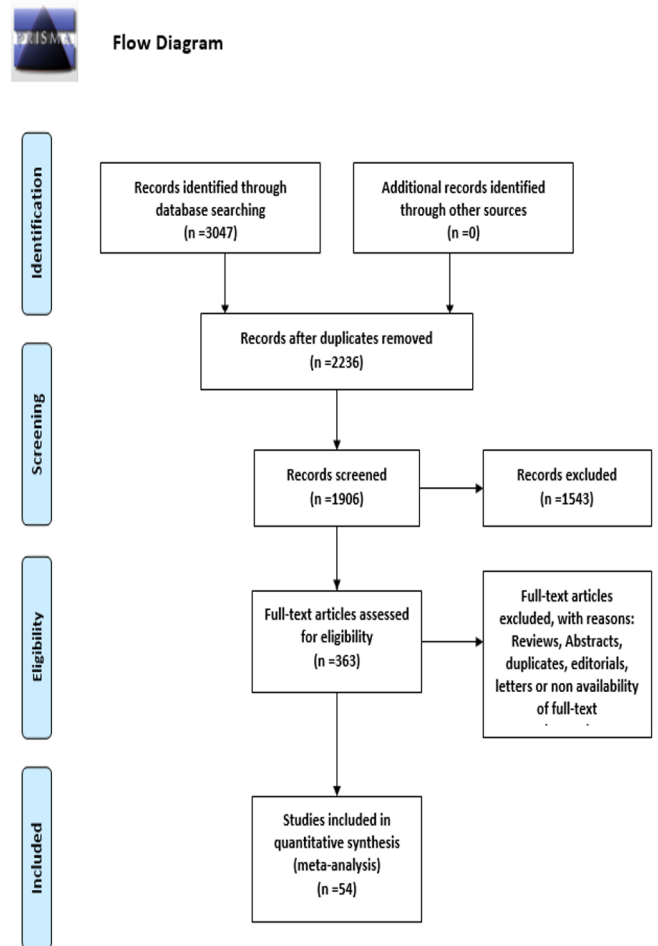 PRISMA
Flow Diagram
Identification
Records identified through
database searching
(n =3047)
Additional records identified
through other sources
(n =0)
Records after duplicates removed
(n =2236)
Screening
Records screened
(n =1906)
Records excluded
(n =1543)
Eligibility
Full-text articles assessed
for eligibility
(n =363)
Full-text articles
excluded, with reasons:
Reviews, Abstracts,
duplicates, editorials,
letters or non availability
of full-text
Included
Studies included in
quantitative synthesis
(meta-analysis)
(n =54)